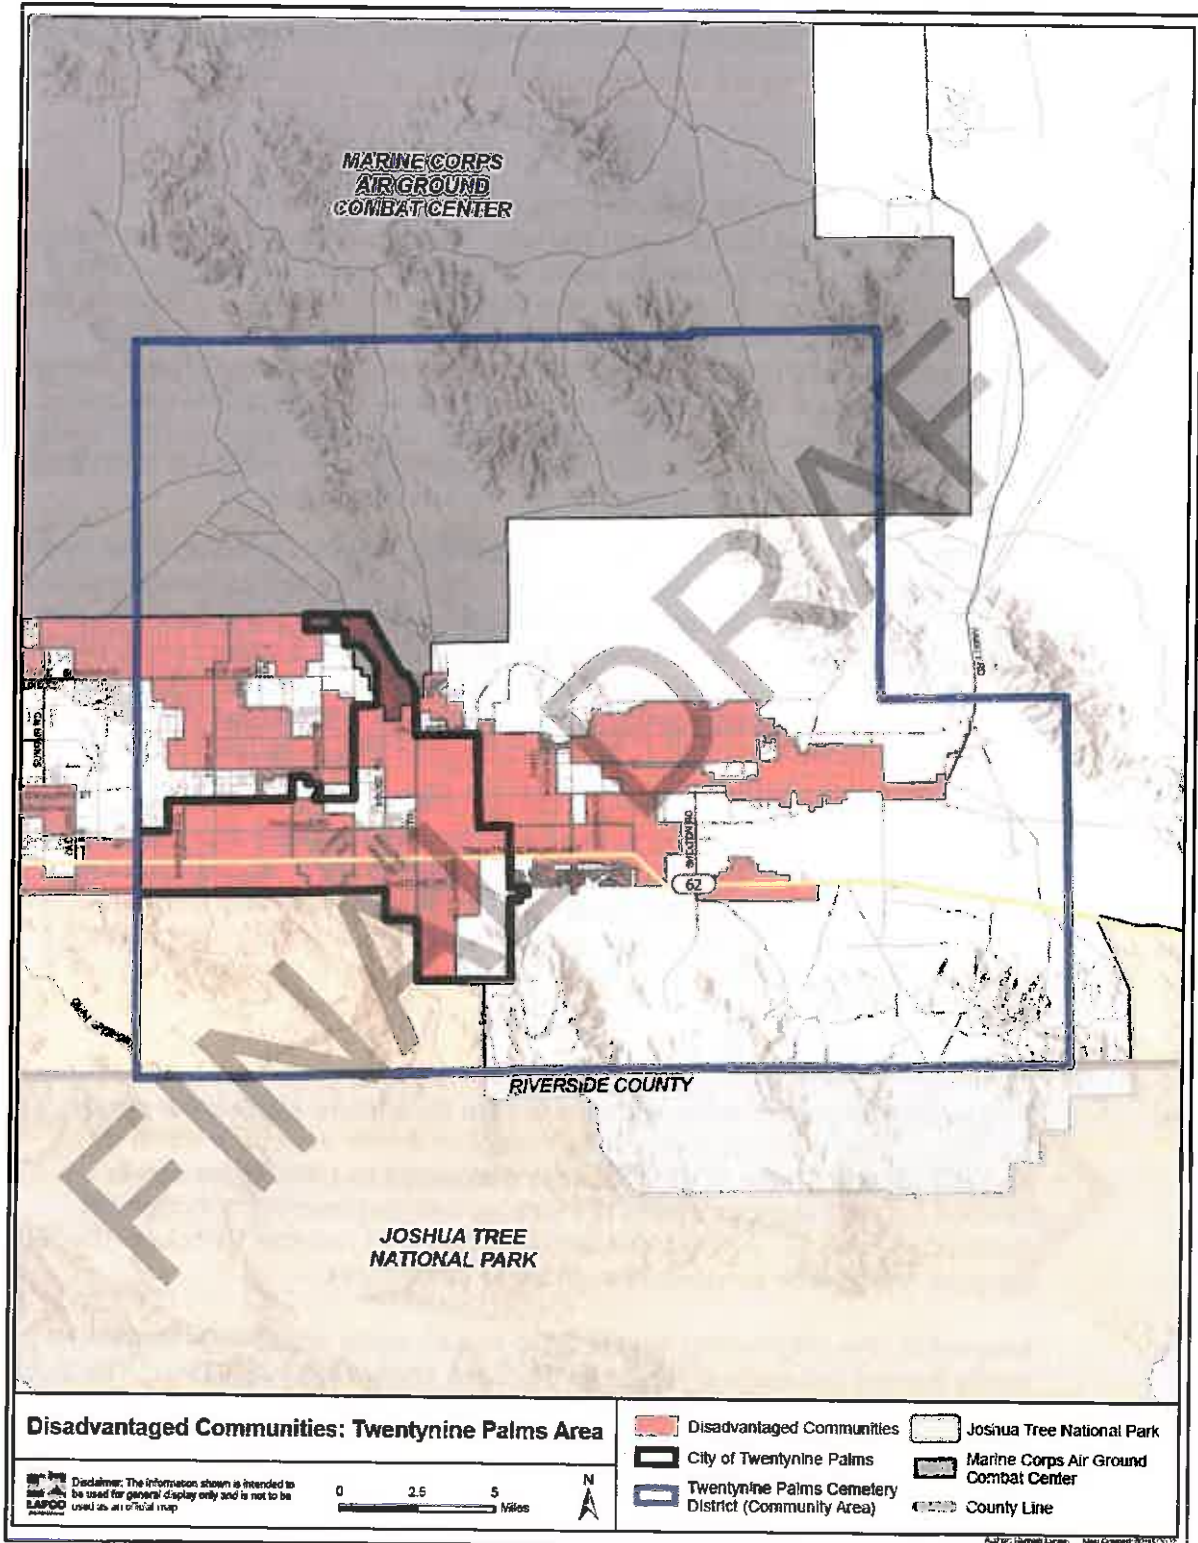 MARINE CORPS
AIR GROUND
COMBAT CENTER
FINAL DRAFT
AMBOY RD
62
RIVERSIDE COUNTY
JOSHUA TREE
NATIONAL PARK
Disadvantaged Communities: Twentynine Palms Area
LAFCO
Disclaimer: The information shown is intended to
be used for general display only and is not to be
used as an official map
0 2.5 5
Miles
N
Disadvantaged Communities
City of Twentynine Palms
Twentynine Palms Cemetery
District (Community Area)
Joshua Tree National Park
Marine Corps Air Ground
Combat Center
County Line